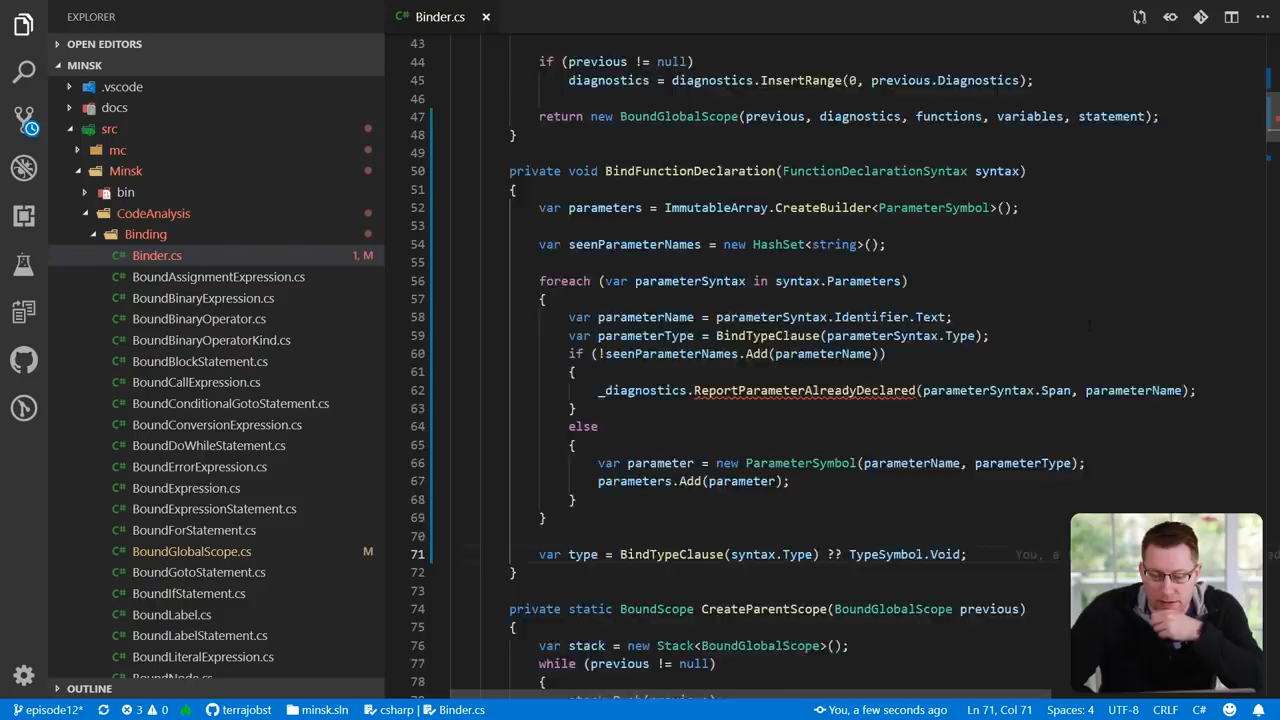 EXPLORER
OPEN EDITORS
MINSK
.vscode
docs
src
mc
Minsk
bin
CodeAnalysis
Binding
Binder.cs 1, M
BoundAssignmentExpression.cs
BoundBinaryExpression.cs
BoundBinaryOperator.cs
BoundBinaryOperatorKind.cs
BoundBlockStatement.cs
BoundCallExpression.cs
BoundConditionalGotoStatement.cs
BoundConversionExpression.cs
BoundDoWhileStatement.cs
BoundErrorExpression.cs
BoundExpression.cs
BoundExpressionStatement.cs
BoundForStatement.cs
BoundGlobalScope.cs M
BoundGotoStatement.cs
BoundIfStatement.cs
BoundLabel.cs
BoundLabelStatement.cs
BoundLiteralExpression.cs
BoundNode.cs
OUTLINE
Binder.cs
43
44 if (previous != null)
45 diagnostics = diagnostics.InsertRange(0, previous.Diagnostics);
46
47 return new BoundGlobalScope(previous, diagnostics, functions, variables, statement);
48 }
49
50 private void BindFunctionDeclaration(FunctionDeclarationSyntax syntax)
51 {
52 var parameters = ImmutableArray.CreateBuilder<ParameterSymbol>();
53
54 var seenParameterNames = new HashSet<string>();
55
56 foreach (var parameterSyntax in syntax.Parameters)
57 {
58 var parameterName = parameterSyntax.Identifier.Text;
59 var parameterType = BindTypeClause(parameterSyntax.Type);
60 if (!seenParameterNames.Add(parameterName))
61 {
62 _diagnostics.ReportParameterAlreadyDeclared(parameterSyntax.Span, parameterName);
63 }
64 else
65 {
66 var parameter = new ParameterSymbol(parameterName, parameterType);
67 parameters.Add(parameter);
68 }
69 }
70
71 var type = BindTypeClause(syntax.Type) ?? TypeSymbol.Void; You, a
72 }
73
74 private static BoundScope CreateParentScope(BoundGlobalScope previous)
75 {
76 var stack = new Stack<BoundGlobalScope>();
77 while (previous != null)
78 {
episode12* 3 0 terrajobst minsk.sln csharp | Binder.cs You, a few seconds ago Ln 71, Col 71 Spaces: 4 UTF-8 CRLF C#